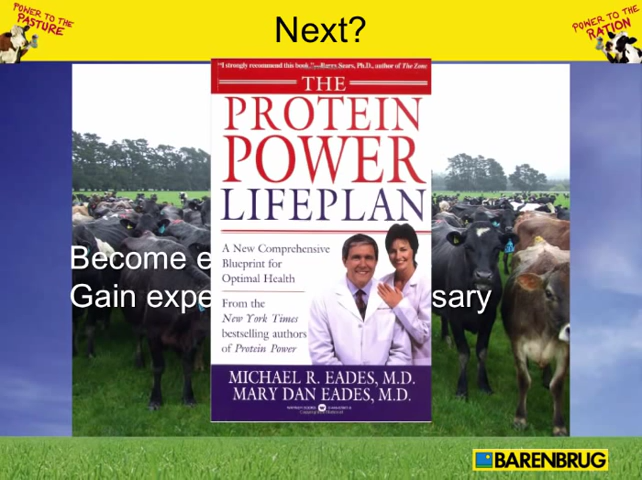 POWER TO THE
PASTURE
Next?
POWER TO THE
RATION
"I strongly recommend this book."—Barry Sears, Ph.D., author of The Zone
THE
PROTEIN
POWER
LIFEPLAN
A New Comprehensive
Blueprint for
Optimal Health
From the
New York Times
bestselling authors
of Protein Power
MICHAEL R. EADES, M.D.
MARY DAN EADES, M.D.
Become e
Gain expe sary
BARENBRUG